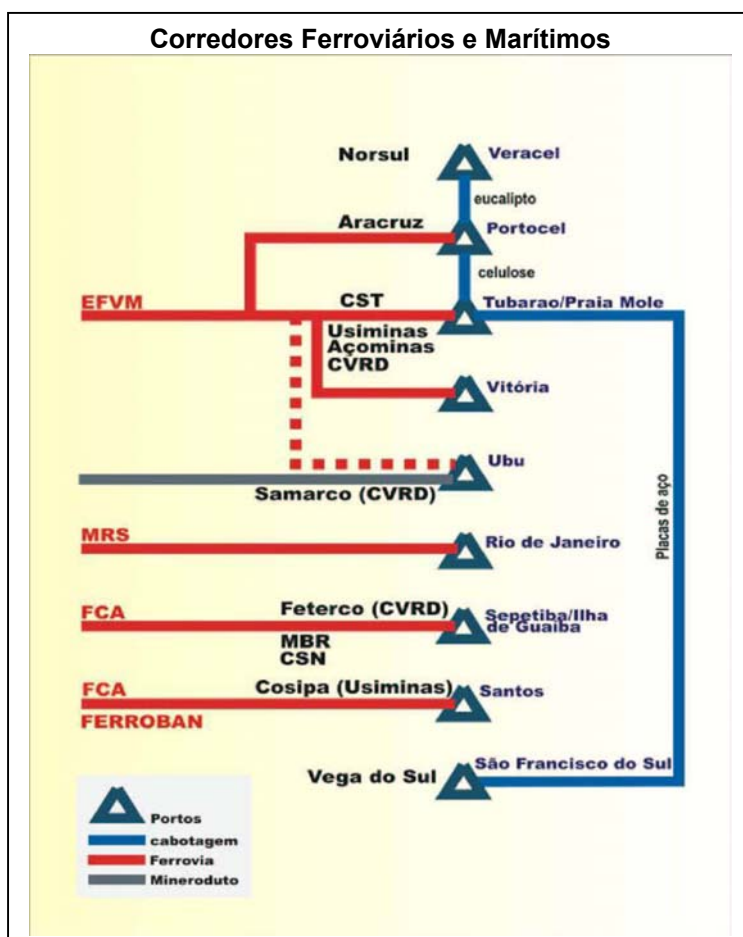 Corredores Ferroviários e Marítimos
Norsul
Veracel
eucalipto
Aracruz
Portocel
celulose
EFVM
CST
Tubarao/Praia Mole
Usiminas
Açominas
CVRD
Vitória
Ubu
Samarco (CVRD)
Placas de aço
MRS
Rio de Janeiro
FCA
Feterco (CVRD)
Sepetiba/Ilha
de Guaiba
MBR
CSN
FCA
Cosipa (Usiminas)
Santos
FERROBAN
São Francisco do Sul
Vega do Sul
Portos
cabotagem
Ferrovia
Mineroduto